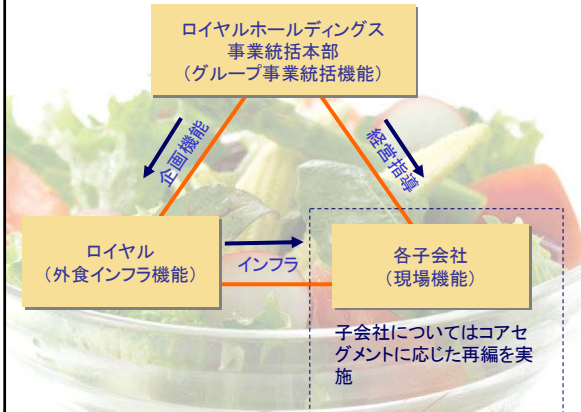 ロイヤルホールディングス
事業統括本部
（グループ事業統括機能）
企画機能
経営指導
ロイヤル
（外食インフラ機能）
インフラ
各子会社
（現場機能）
子会社についてはコアセ
グメントに応じた再編を実
施